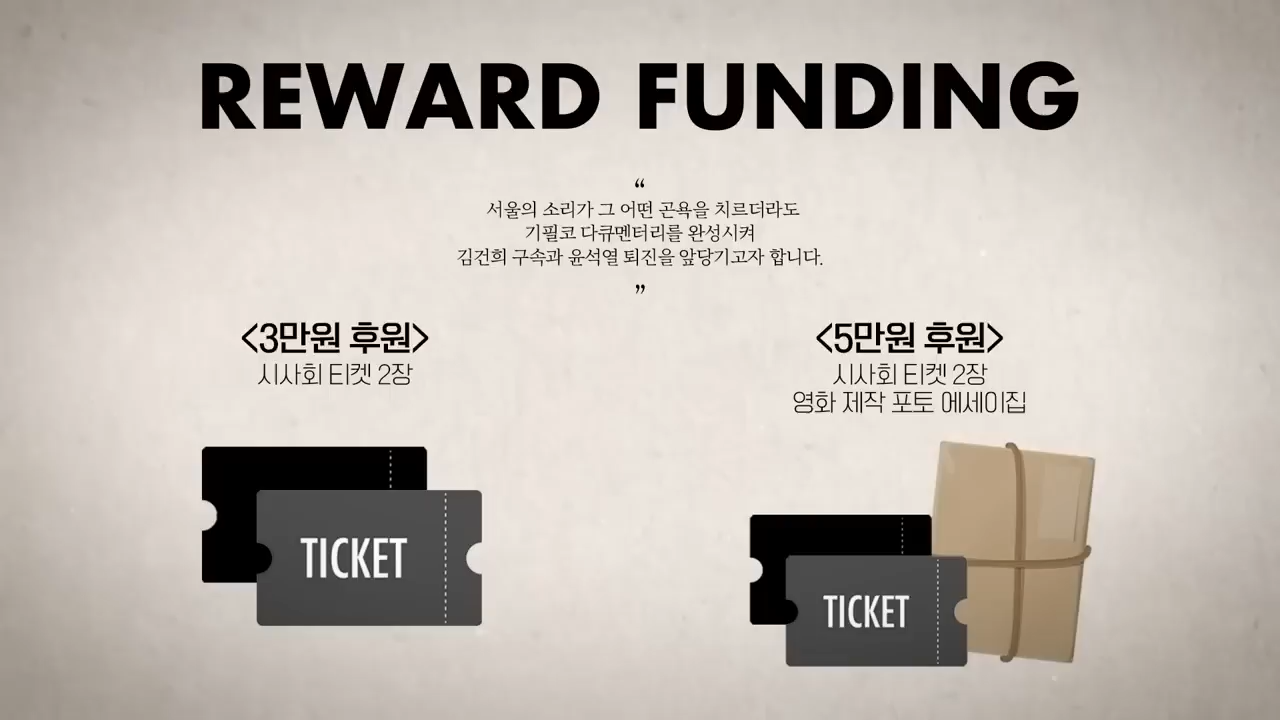 REWARD FUNDING
“
서울의 소리가 그 어떤 곤욕을 치르더라도
기필코 다큐멘터리를 완성시켜
김건희 구속과 윤석열 퇴진을 앞당기고자 합니다.
”
<3만원 후원>
시사회 티켓 2장
<5만원 후원>
시사회 티켓 2장
영화 제작 포토 에세이집
TICKET
TICKET